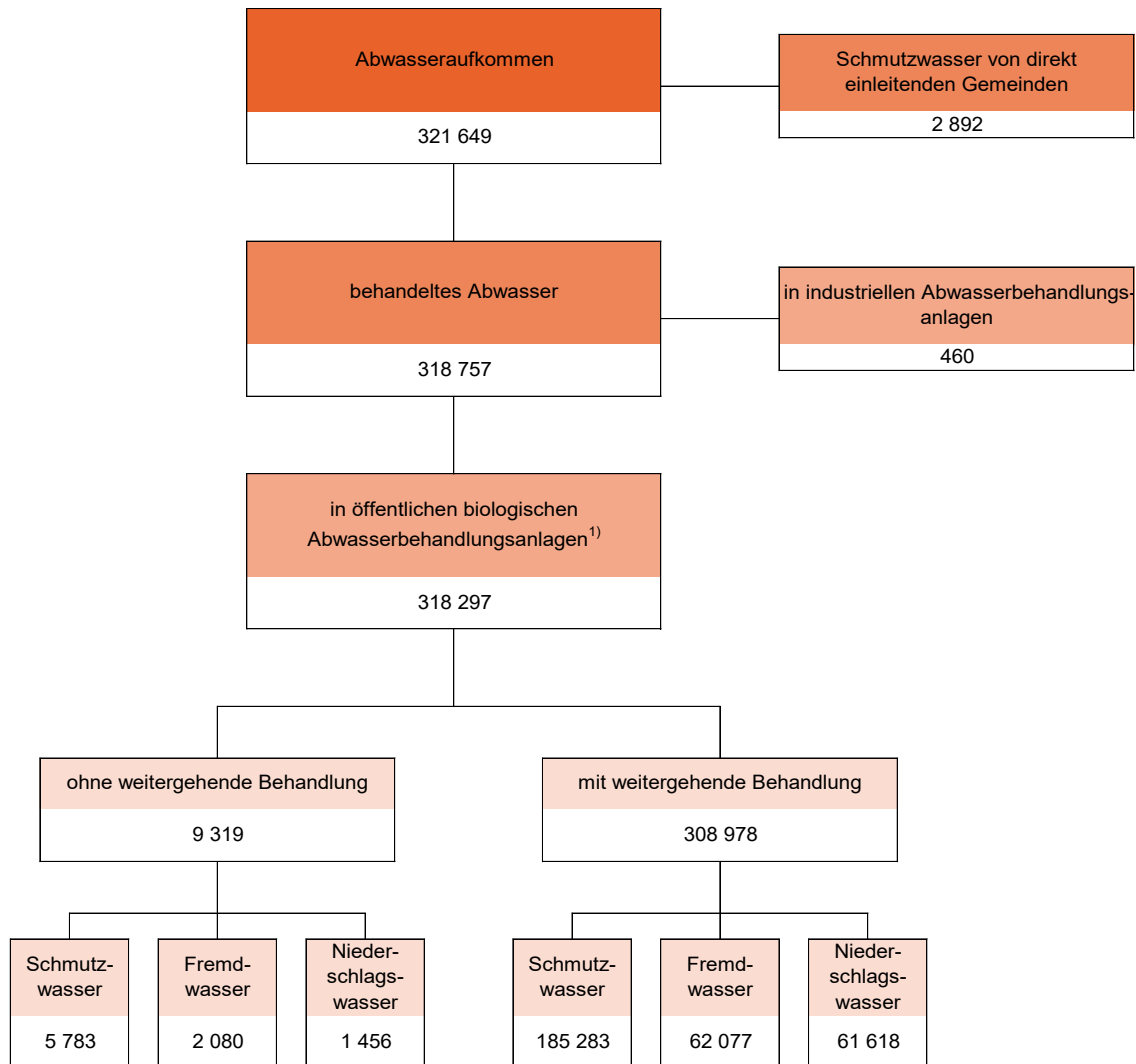 Abwasseraufkommen
321 649
Schmutzwasser von direkt
einleitenden Gemeinden
2 892
behandeltes Abwasser
318 757
in industriellen Abwasserbehandlungs-
anlagen
460
in öffentlichen biologischen
Abwasserbehandlungsanlagen1)
318 297
ohne weitergehende Behandlung
9 319
mit weitergehende Behandlung
308 978
Schmutz-
wasser
5 783
Fremd-
wasser
2 080
Nieder-
schlags-
wasser
1 456
Schmutz-
wasser
185 283
Fremd-
wasser
62 077
Nieder-
schlags-
wasser
61 618